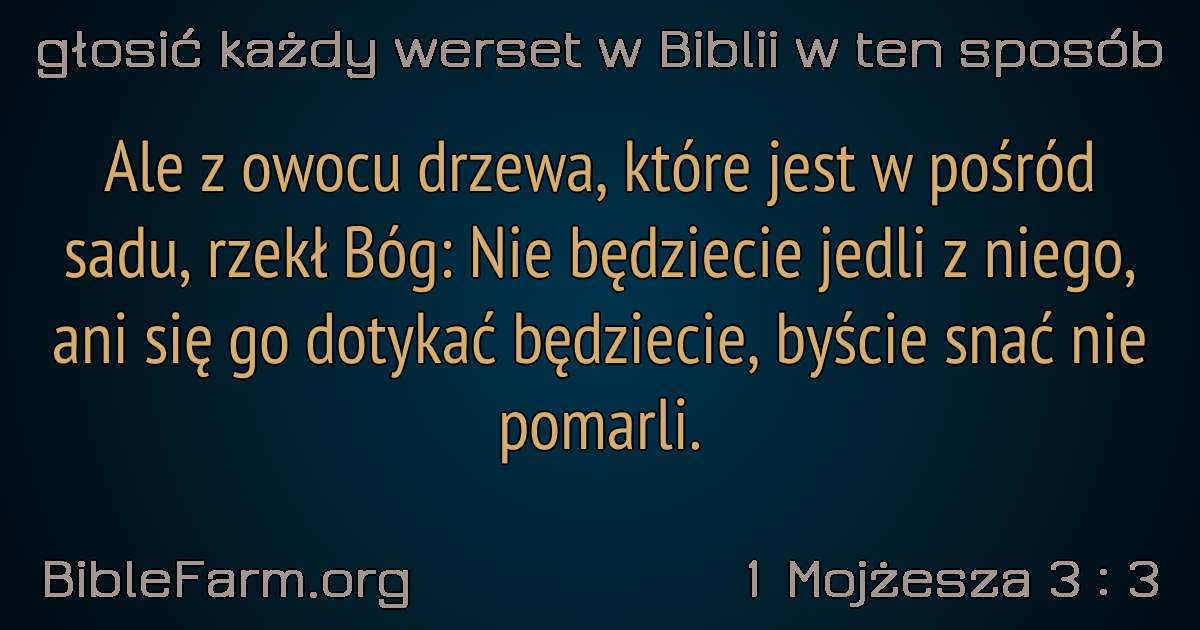 głosić każdy werset w Biblii w ten sposób
Ale z owocu drzewa, które jest w pośród
sadu, rzekł Bóg: Nie będziecie jedli z niego,
ani się go dotykać będziecie, byście snać nie
pomarli.
BibleFarm.org
1 Mojżesza 3 : 3